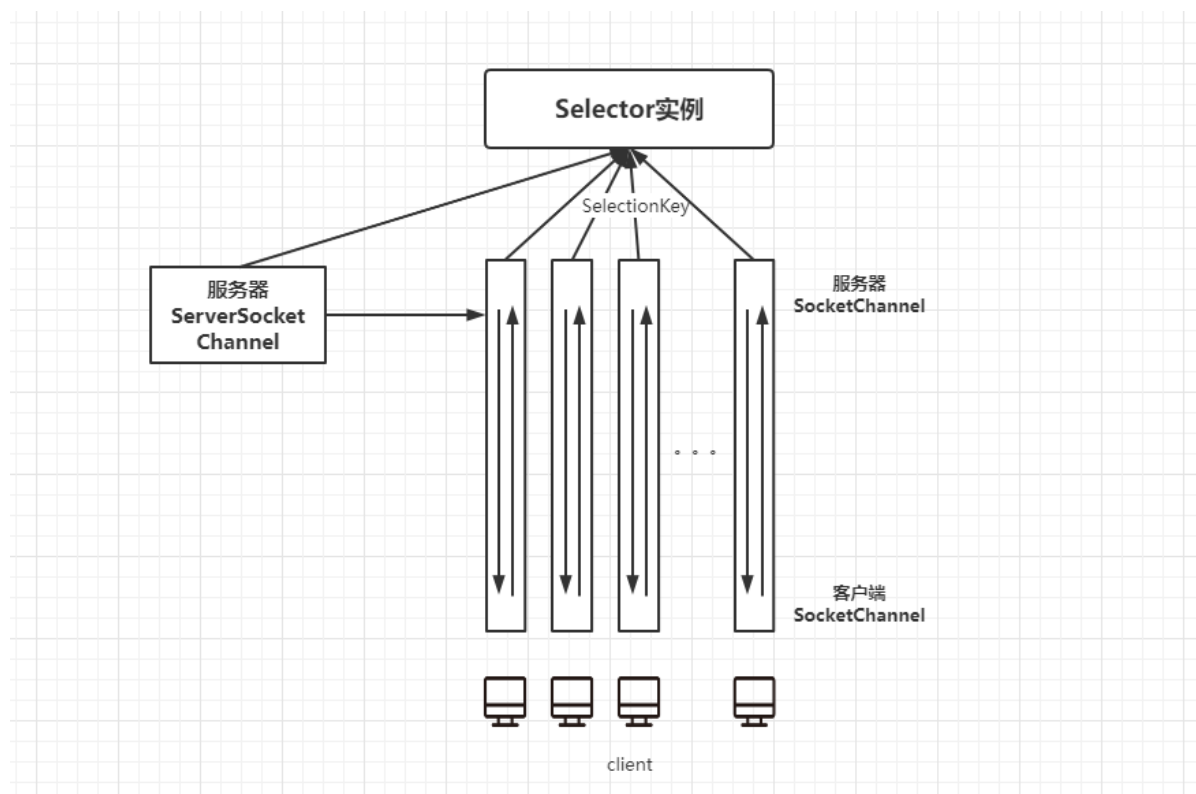 Selector实例
SelectionKey
服务器
ServerSocket
Channel
服务器
SocketChannel
客户端
SocketChannel
client